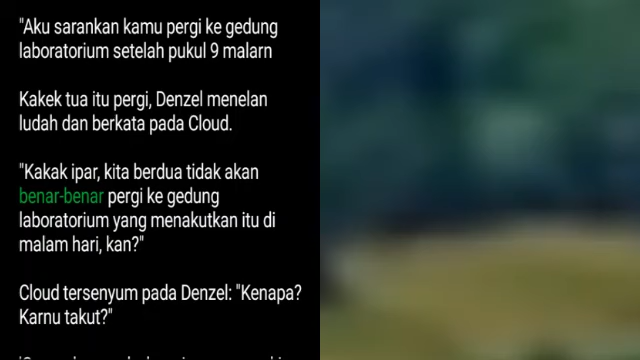 "Aku sarankan kamu pergi ke gedung
laboratorium setelah pukul 9 malarn
Kakek tua itu pergi, Denzel menelan
ludah dan berkata pada Cloud.
"Kakak ipar, kita berdua tidak akan
benar-benar pergi ke gedung
laboratorium yang menakutkan itu di
malam hari, kan?"
Cloud tersenyum pada Denzel: "Kenapa?
Karnu takut?"